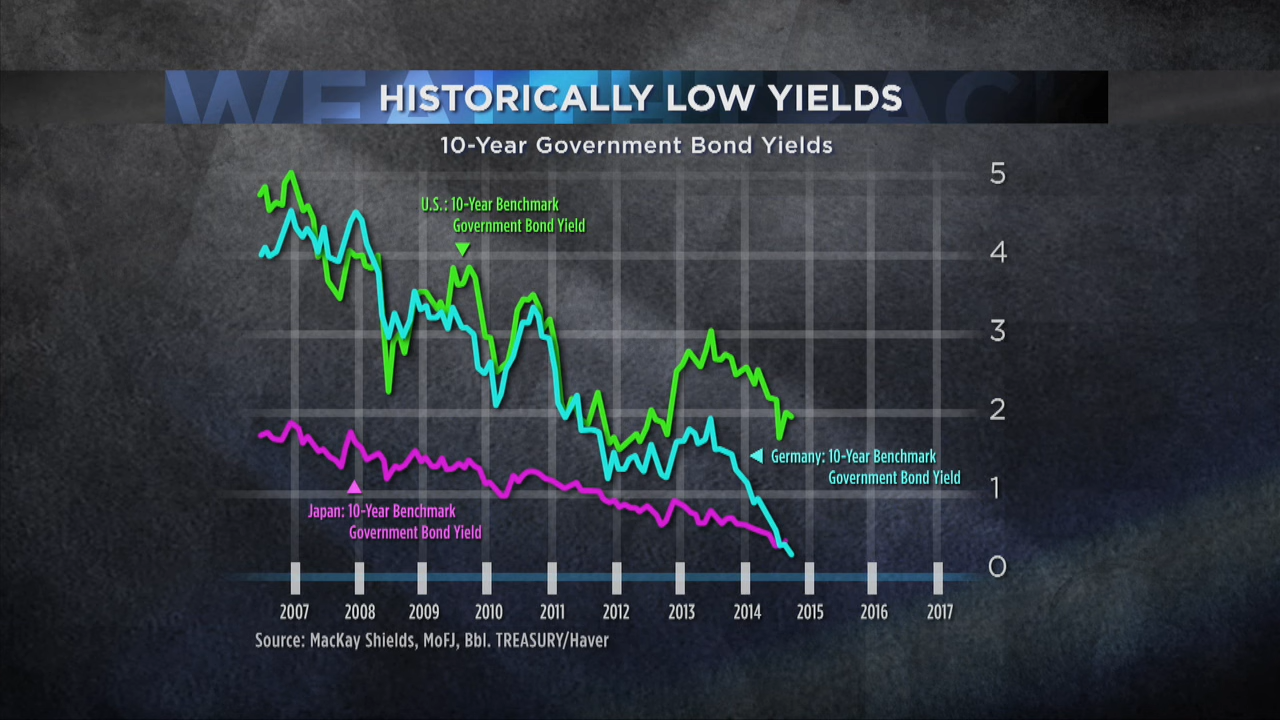 HISTORICALLY LOW YIELDS
10-Year Government Bond Yields
5
U.S.: 10-Year Benchmark
Government Bond Yield
4
3
2
Germany: 10-Year Benchmark
Government Bond Yield
1
Japan: 10-Year Benchmark
Government Bond Yield
0
2007 2008 2009 2010 2011 2012 2013 2014 2015 2016 2017
Source: MacKay Shields, MoFJ, Bbl. TREASURY/Haver